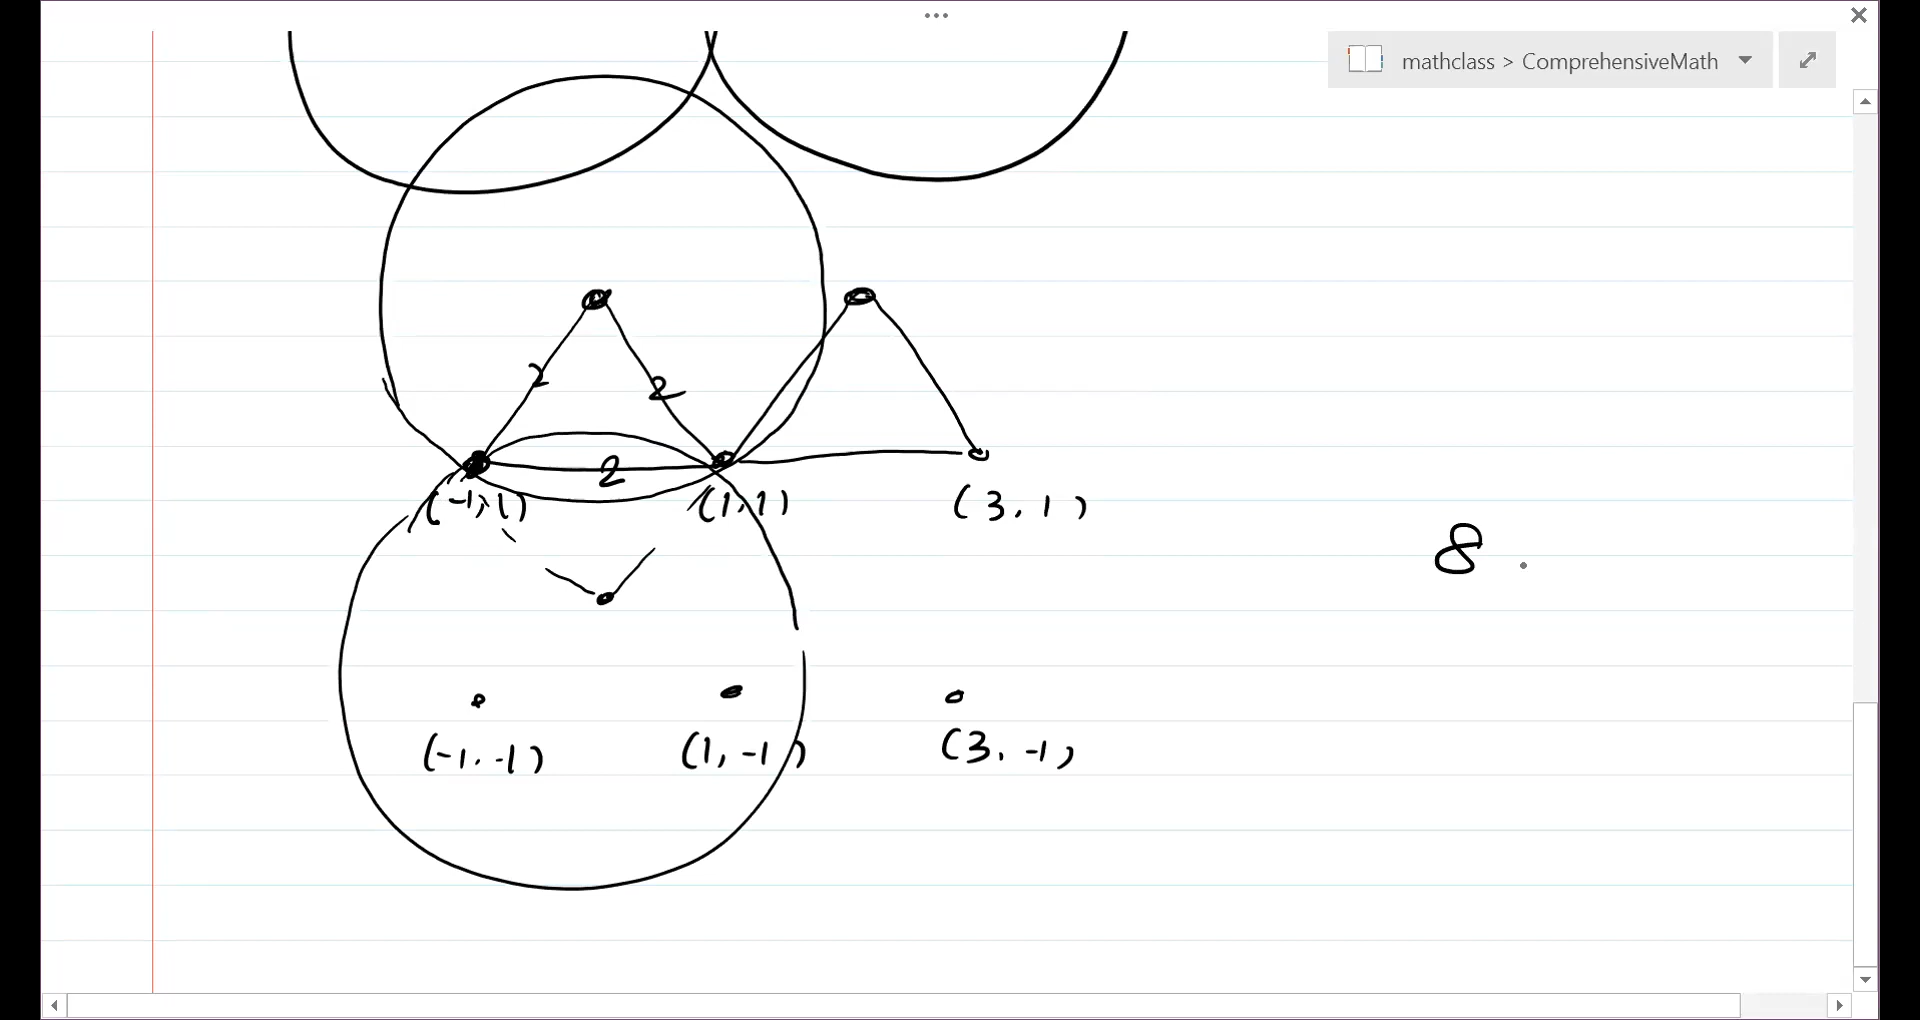 mathclass > ComprehensiveMath
2 2
2
(-1, 1) (1, 1) (3, 1)
8
(-1, -1) (1, -1) (3, -1)